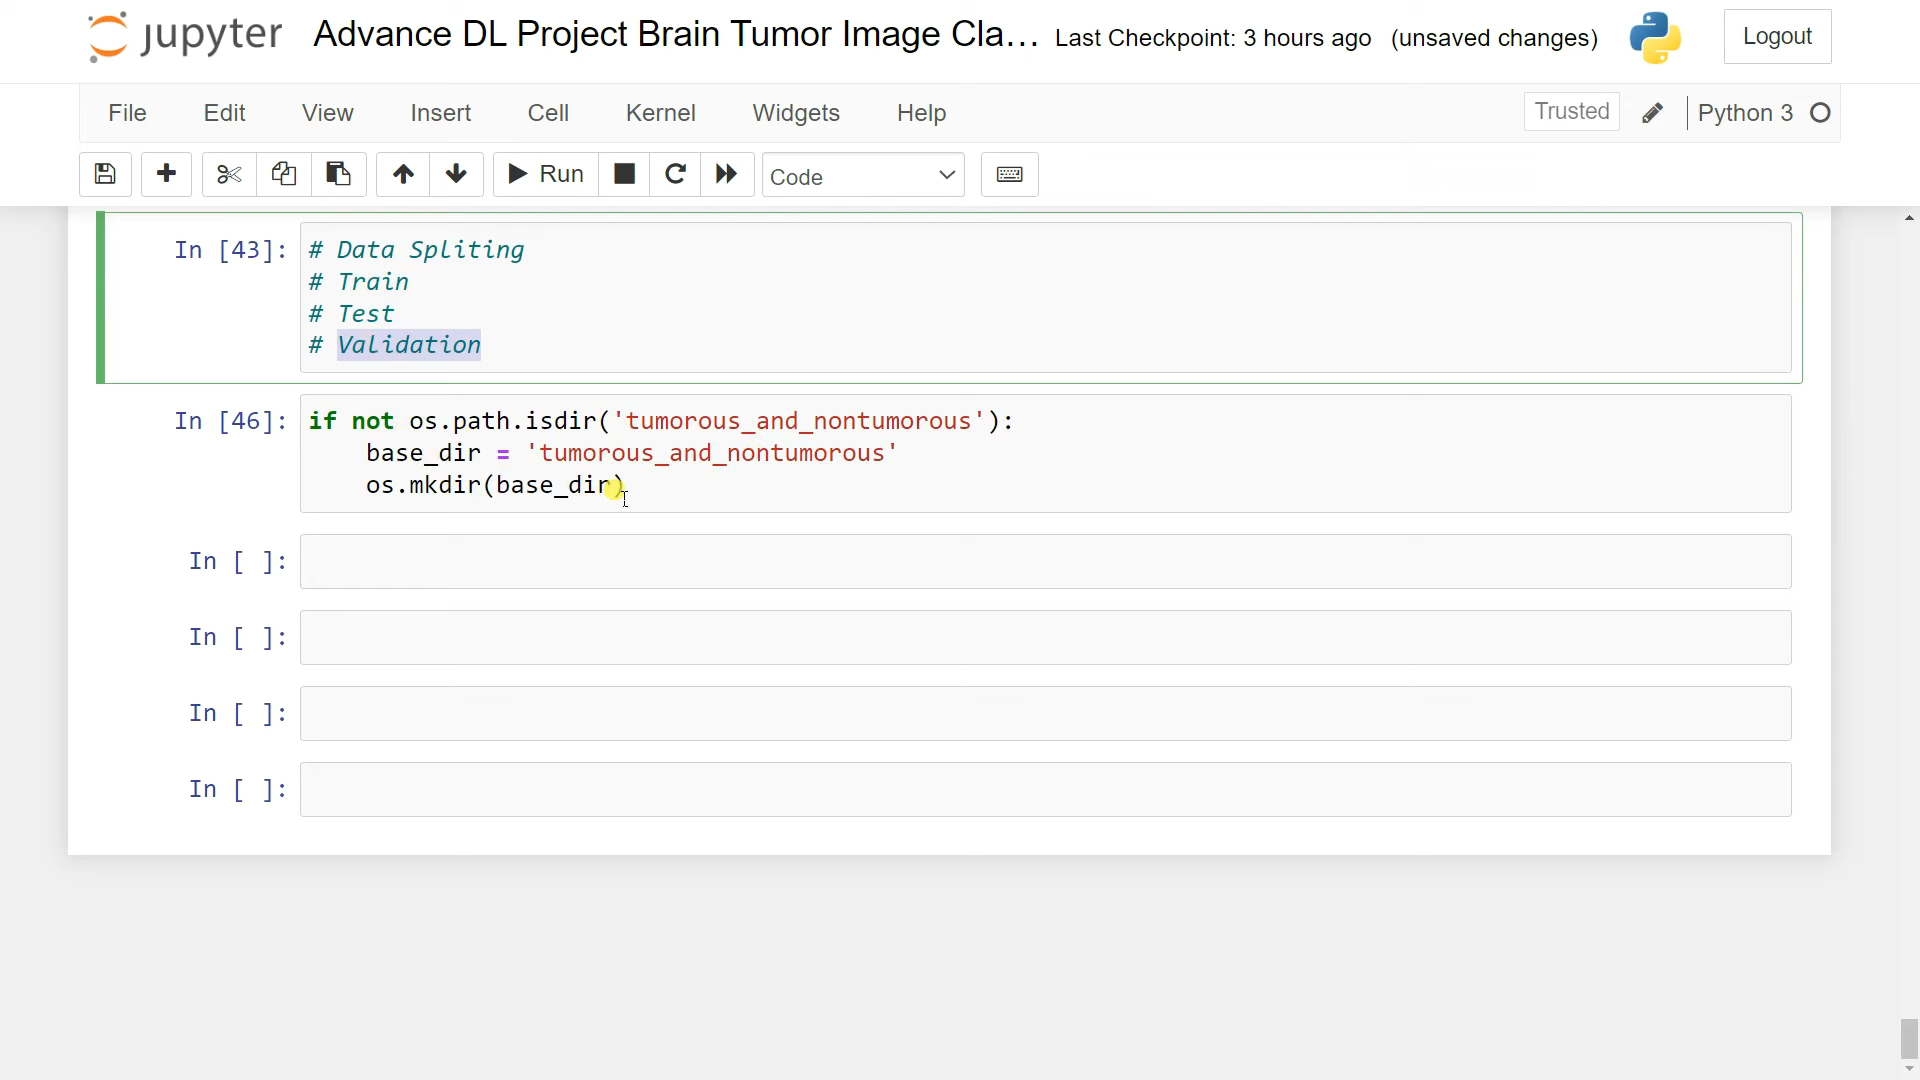 jupyter Advance DL Project Brain Tumor Image Cla... Last Checkpoint: 3 hours ago (unsaved changes) Logout
File Edit View Insert Cell Kernel Widgets Help Trusted Python 3
Run Code
In [43]: # Data Spliting
# Train
# Test
# Validation
In [46]: if not os.path.isdir('tumorous_and_nontumorous'):
base_dir = 'tumorous_and_nontumorous'
os.mkdir(base_dir)
In [ ]:
In [ ]:
In [ ]:
In [ ]: